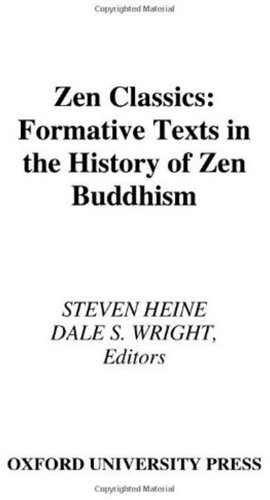 Copyrighted Material
Zen Classics:
Formative Texts in
the History of Zen
Buddhism
STEVEN HEINE
DALE S. WRIGHT,
Editors
OXFORD UNIVERSITY PRESS
Copyrighted Material